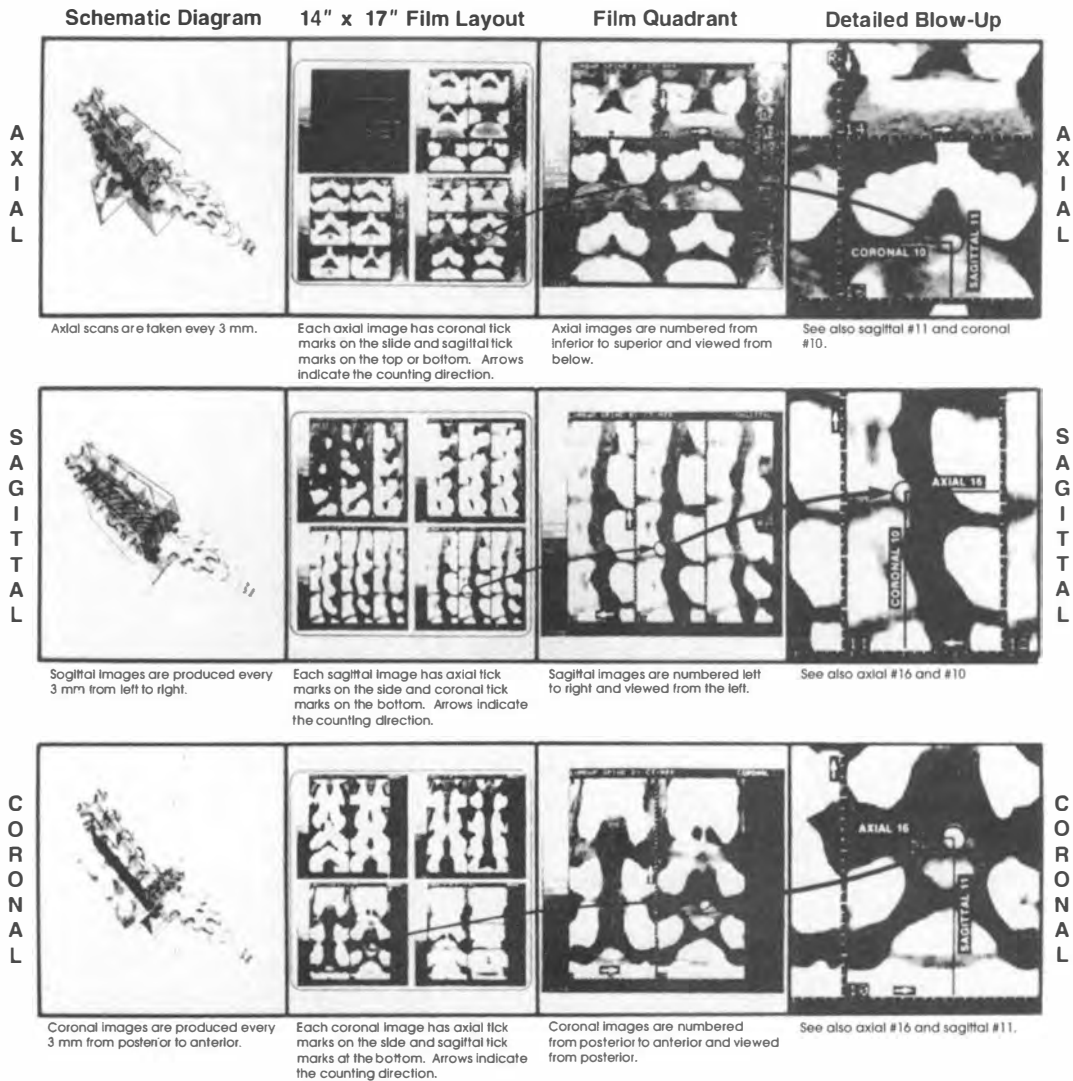 Schematic Diagram
14" x 17" Film Layout
Film Quadrant
Detailed Blow-Up
AXIAL
CORONAL 10
SAGITTAL 11
AXIAL
Axial scans are taken evey 3 mm.
Each axial image has coronal tick
marks on the slide and sagittal tick
marks on the top or bottom. Arrows
indicate the counting direction.
Axial images are numbered from
inferior to superior and viewed from
below.
See also sagittal #11 and coronal
#10.
SAGITTAL
SAGITTAL
AXIAL 16
CORONAL 10
11
SAGITTAL
Sogittal images are produced every
3 mm from left to right.
Each sagittal image has axial tick
marks on the side and coronal tick
marks on the bottom. Arrows indicate
the counting direction.
Sagittal images are numbered left
to right and viewed from the left.
See also axial #16 and #10
CORONAL
CORONAL
AXIAL 16
SAGITTAL 11
CORONAL
Coronal images are produced every
3 mm from posterior to anterior.
Each coronal image has axial tick
marks on the side and sagittal tick
marks at the bottom. Arrows indicate
the counting direction.
Coronal images are numbered
from posterior to anterior and viewed
from posterior.
See also axial #16 and sagittal #11.